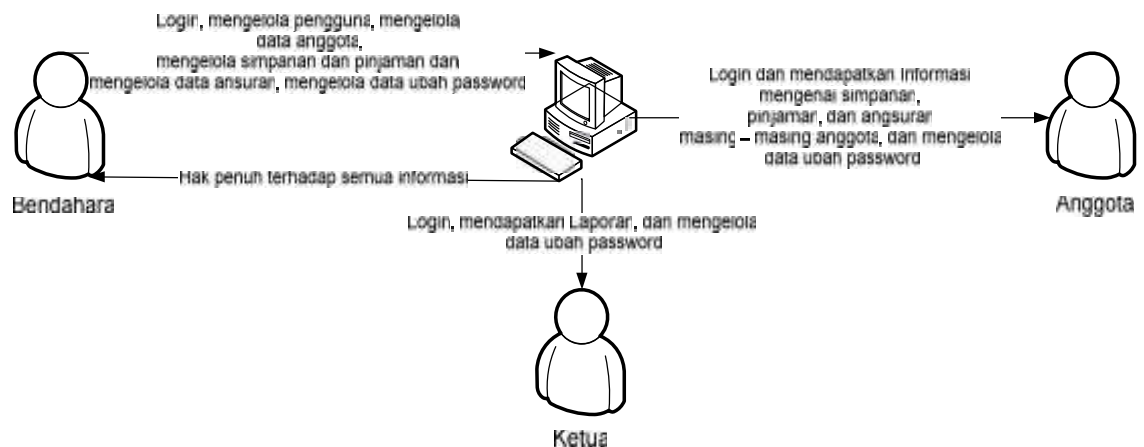 Login, mengelola pengguna, mengelola
data anggota,
mengelola simpanan dan pinjaman dan
mengelola data ansuran, mengelola data ubah password
Hak penuh terhadap semua informasi
Bendahara
Login dan mendapatkan Informasi
mengenai simpanan,
pinjaman, dan angsuran
masing – masing anggota, dan mengelola
data ubah password
Anggota
Login, mendapatkan Laporan, dan mengelola
data ubah password
Ketua